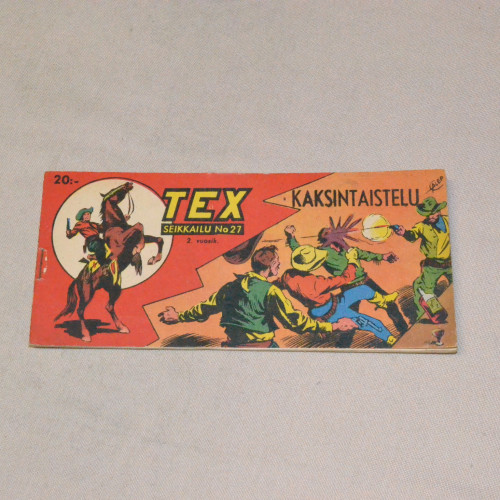 20:-
TEX
SEIKKAILU No 27
2. vuosik.
KAKSINTAISTELU